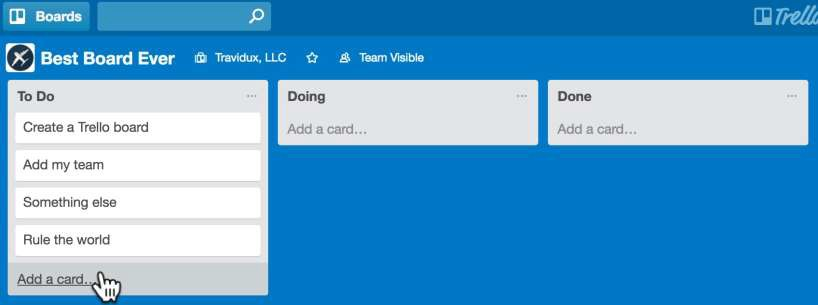 Boards
Trello
Best Board Ever Travidux, LLC Team Visible
To Do ...
Create a Trello board
Add my team
Something else
Rule the world
Add a card...
Doing ...
Add a card...
Done ...
Add a card...